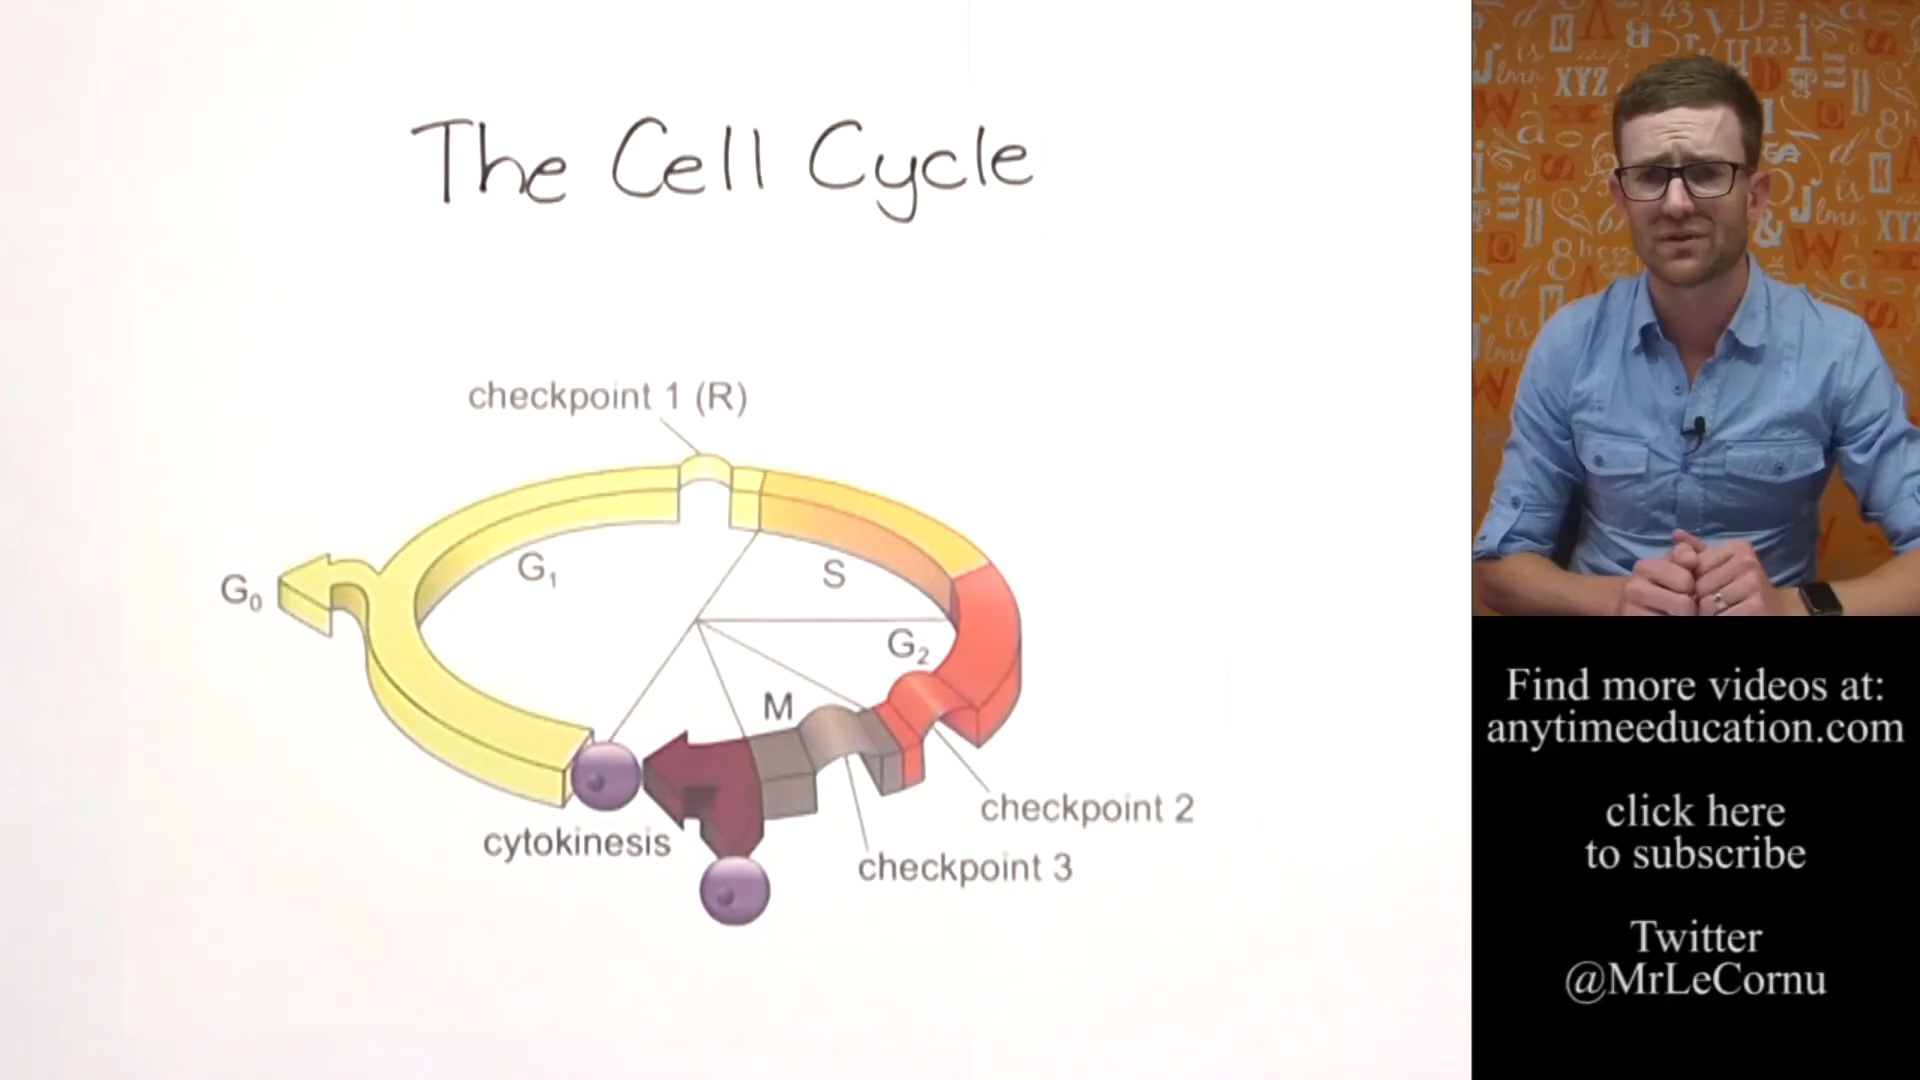 The Cell Cycle
checkpoint 1 (R)
G₀
G₁
S
G₂
M
checkpoint 2
cytokinesis
checkpoint 3
Find more videos at:
anytimeeducation.com
click here
to subscribe
Twitter
@MrLeCornu